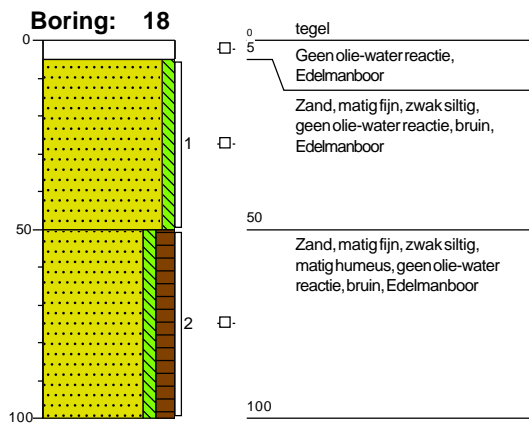 Boring: 18
0
50
100
1
2
0
tegel
5
Geen olie-water reactie,
Edelmanboor
Zand, matig fijn, zwak siltig,
geen olie-water reactie, bruin,
Edelmanboor
50
Zand, matig fijn, zwak siltig,
matig humeus, geen olie-water
reactie, bruin, Edelmanboor
100